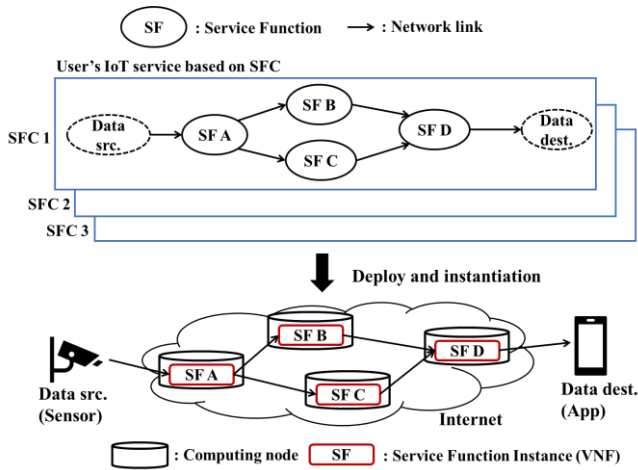 SF : Service Function : Network link
User's IoT service based on SFC
SFC 1
Data
src.
SF A
SF B
SF C
SF D
Data
dest.
SFC 2
SFC 3
Deploy and instantiation
SF B
SF A
SF D
SF C
Data src.
(Sensor)
Internet
Data dest.
(App)
: Computing node SF : Service Function Instance (VNF)